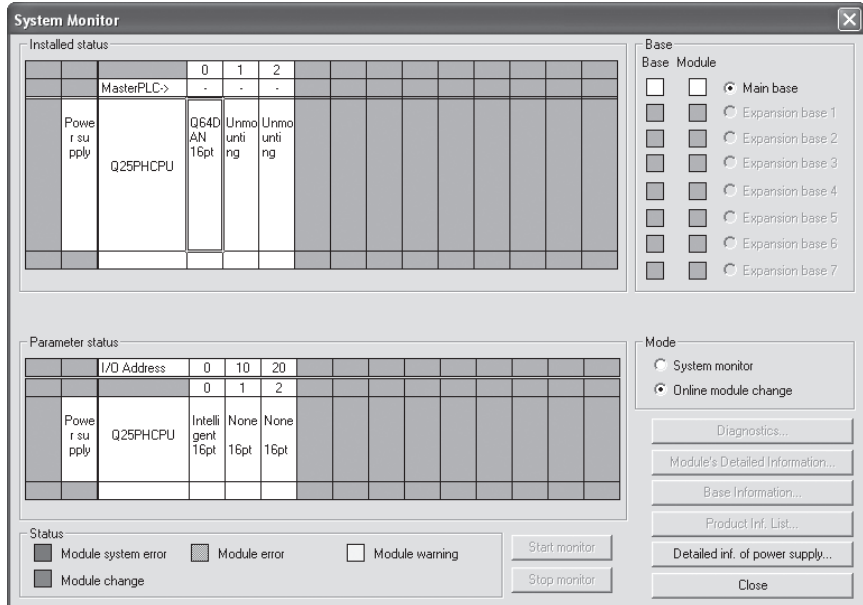 System Monitor
Installed status
0 1 2
MasterPLC-> - - -
Powe
r su
pply
Q25PHCPU
Q64D
AN
16pt
Unmo
unti
ng
Unmo
unti
ng
Base
Base Module
Main base
Expansion base 1
Expansion base 2
Expansion base 3
Expansion base 4
Expansion base 5
Expansion base 6
Expansion base 7
Parameter status
I/O Address 0 10 20
0 1 2
Powe
r su
pply
Q25PHCPU
Intelli
gent
16pt
None
16pt
None
16pt
Mode
System monitor
Online module change
Diagnostics...
Module's Detailed Information...
Base Information...
Product Inf. List...
Detailed inf. of power supply...
Close
Status
Module system error
Module error
Module warning
Module change
Start monitor
Stop monitor